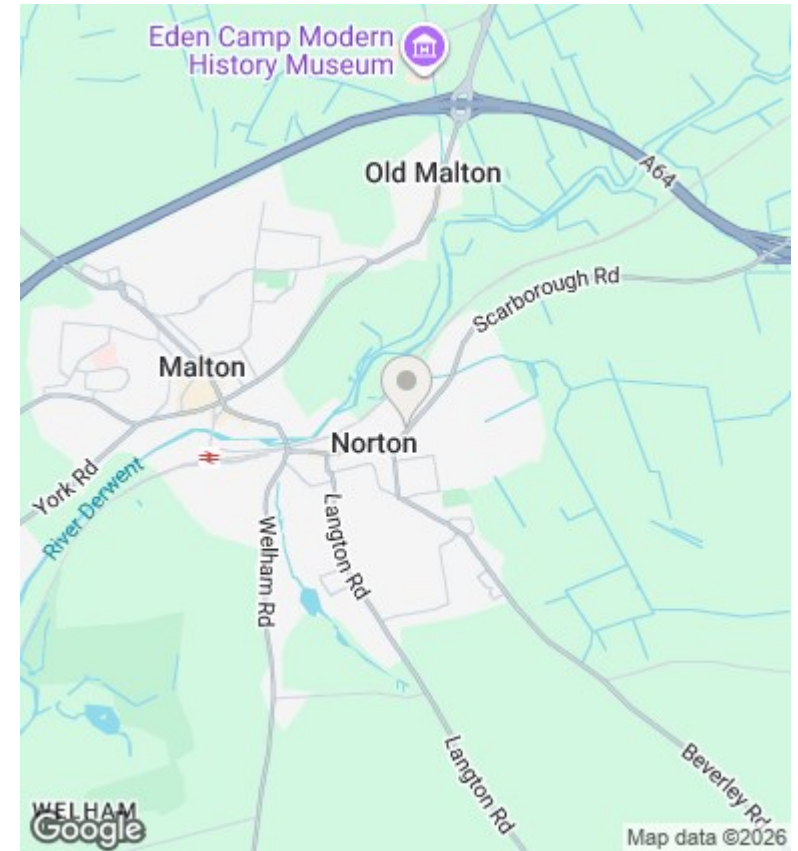 Eden Camp Modern
History Museum
Old Malton
A64
Scarborough Rd
Malton
Norton
York Rd
River Derwent
Welham Rd
Langton Rd
Langton Rd
Beverley Rd
WELHAM
Google
Map data ©2026